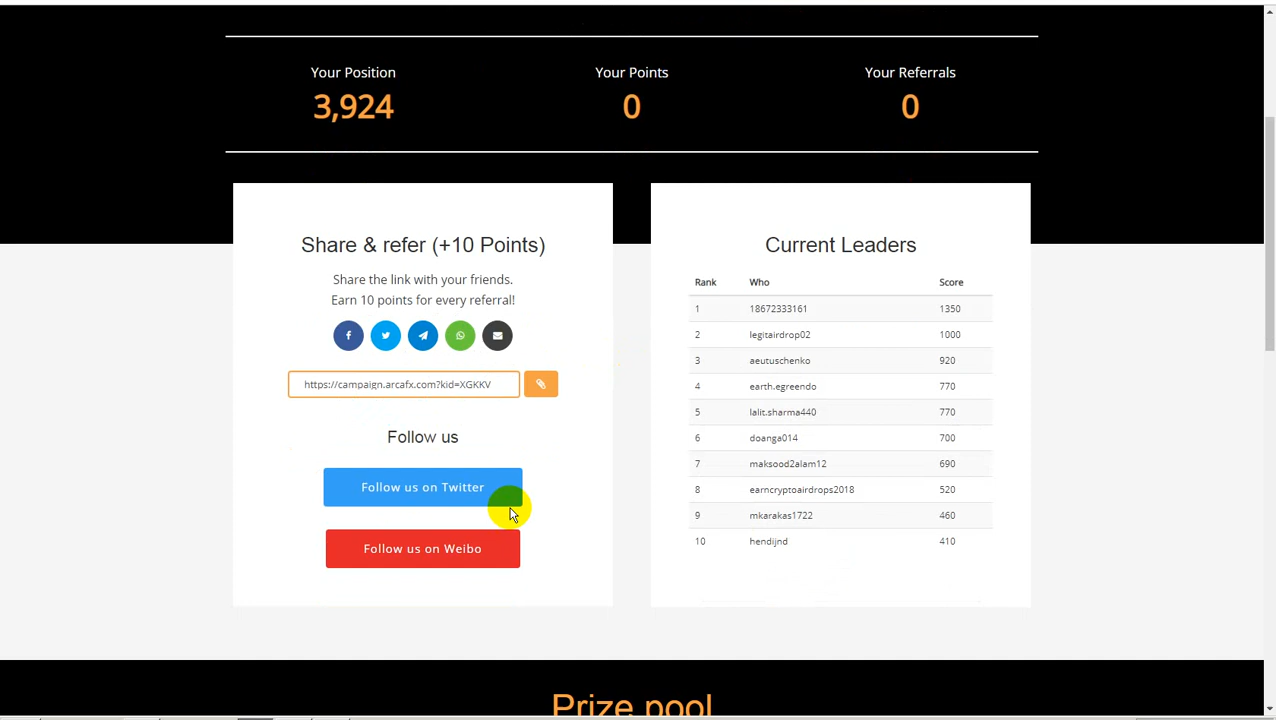 Your Position
Your Points
Your Referrals
3,924
0
0
Share & refer (+10 Points)
Share the link with your friends.
Earn 10 points for every referral!
https://campaign.arcafx.com?kid=XGKKV
Follow us
Follow us on Twitter
Follow us on Weibo
Current Leaders
Rank Who Score
1 18672333161 1350
2 legitairdrop02 1000
3 aeutuschenko 920
4 earth.egreendo 770
5 lalit.sharma440 770
6 doanga014 700
7 maksood2alam12 690
8 earncryptoairdrops2018 520
9 mkarakas1722 460
10 hendijnd 410
Prize pool